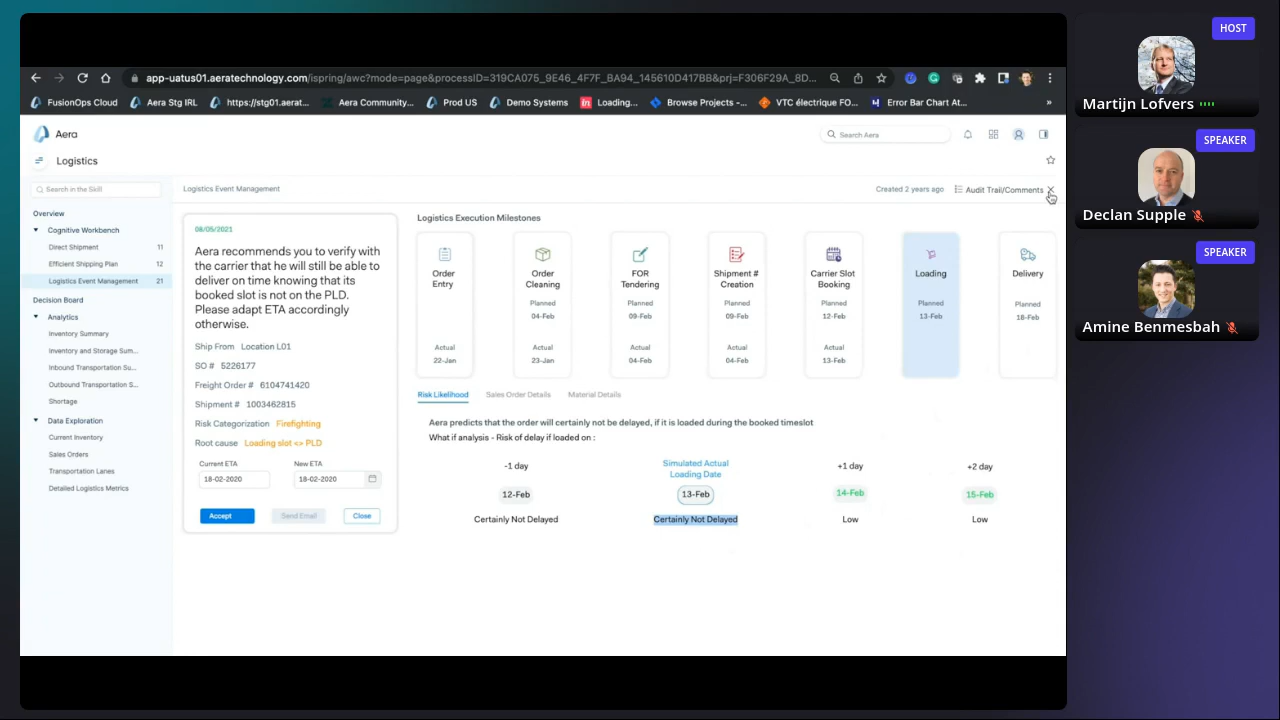 HOST
Martijn Lofvers
SPEAKER
Declan Supple
SPEAKER
Amine Benmesbah
app-uatus01.aeratechnology.com/ispring/awc?mode=page&processID=319CA075_9E46_4F7F_BA94_145610D417BB&prj=F306F29A_8D...
FusionOps Cloud
Aera Stg IRL
https://stg01.aerat...
Aera Community...
Prod US
Demo Systems
in Loading...
Browse Projects -...
VTC électrique FO...
Error Bar Chart At...
»
Aera
Search Aera
Logistics
Search in the Skill
Overview
Cognitive Workbench
Direct Shipment 11
Efficient Shipping Plan 12
Logistics Event Management 21
Decision Board
Analytics
Inventory Summary
Inventory and Storage Sum...
Inbound Transportation Su...
Outbound Transportation S...
Shortage
Data Exploration
Current Inventory
Sales Orders
Transportation Lanes
Detailed Logistics Metrics
Logistics Event Management
Created 2 years ago
Audit Trail/Comments
08/05/2021
Aera recommends you to verify with
the carrier that he will still be able to
deliver on time knowing that its
booked slot is not on the PLD.
Please adapt ETA accordingly
otherwise.
Ship From Location L01
SO # 5226177
Freight Order # 6104741420
Shipment # 1003462815
Risk Categorization Firefighting
Root cause Loading slot <> PLD
Current ETA New ETA
18-02-2020 18-02-2020
Accept Send Email Close
Logistics Execution Milestones
Order
Entry
Actual
22-Jan
Order
Cleaning
Planned
04-Feb
Actual
23-Jan
FOR
Tendering
Planned
09-Feb
Actual
04-Feb
Shipment #
Creation
Planned
09-Feb
Actual
04-Feb
Carrier Slot
Booking
Planned
12-Feb
Actual
13-Feb
Loading
Planned
13-Feb
Delivery
Planned
18-Feb
Risk Likelihood Sales Order Details Material Details
Aera predicts that the order will certainly not be delayed, if it is loaded during the booked timeslot
What if analysis - Risk of delay if loaded on :
-1 day
12-Feb
Certainly Not Delayed
Simulated Actual
Loading Date
13-Feb
Certainly Not Delayed
+1 day
14-Feb
Low
+2 day
15-Feb
Low